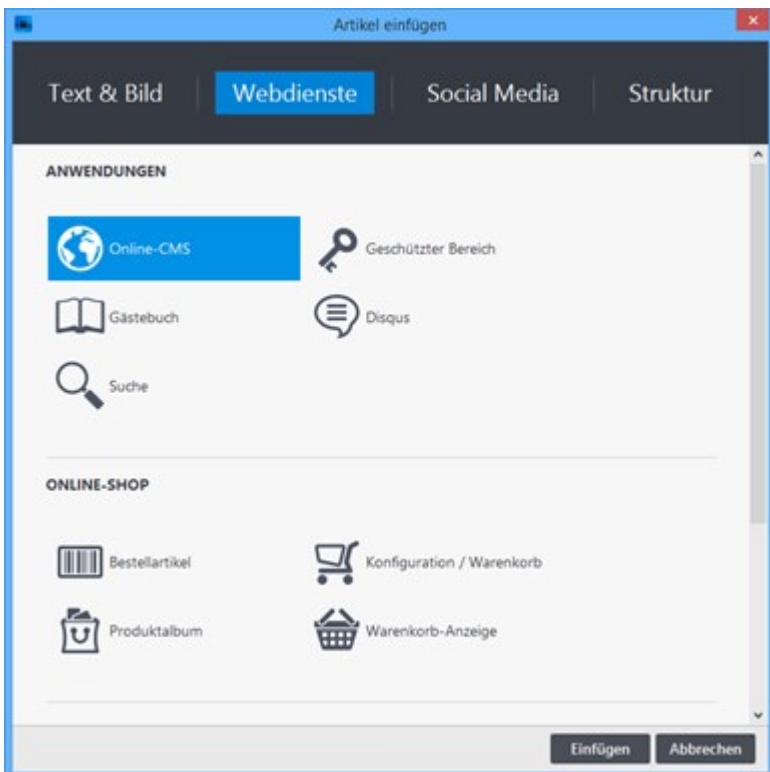 Artikel einfügen
Text & Bild Webdienste Social Media Struktur
ANWENDUNGEN
Online-CMS Geschützter Bereich
Gästebuch Disqus
Suche
ONLINE-SHOP
Bestellartikel Konfiguration / Warenkorb
Produktalbum Warenkorb-Anzeige
Einfügen Abbrechen